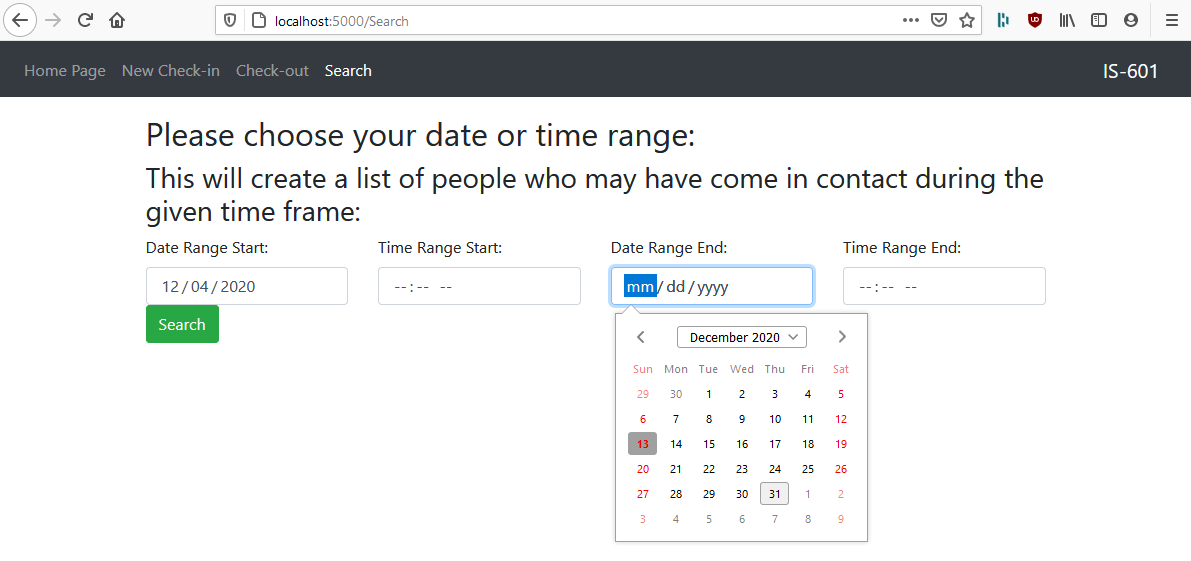 localhost:5000/Search
Home Page New Check-in Check-out Search IS-601
Please choose your date or time range:
This will create a list of people who may have come in contact during the
given time frame:
Date Range Start: Time Range Start: Date Range End: Time Range End:
12/04/2020 --:-- -- mm/dd/yyyy --:-- --
Search
December 2020
Sun Mon Tue Wed Thu Fri Sat
29 30 1 2 3 4 5
6 7 8 9 10 11 12
13 14 15 16 17 18 19
20 21 22 23 24 25 26
27 28 29 30 31 1 2
3 4 5 6 7 8 9